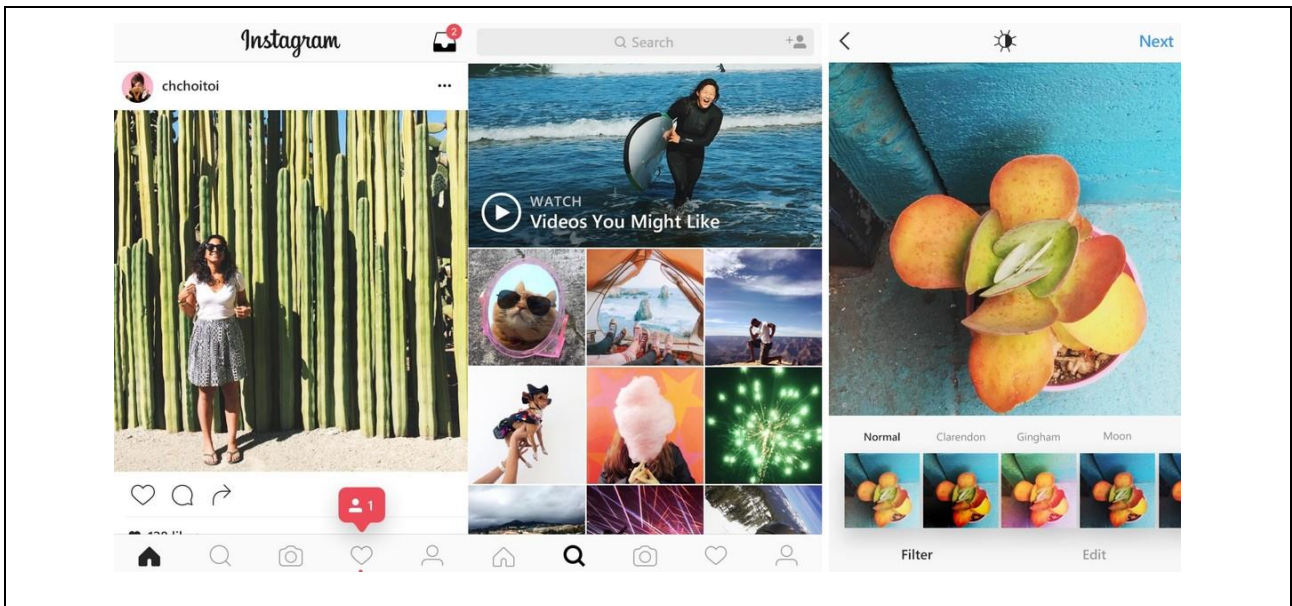 Instagram
2
chchoitoi
1
Search
WATCH
Videos You Might Like
Next
Normal Clarendon Gingham Moon
Filter Edit